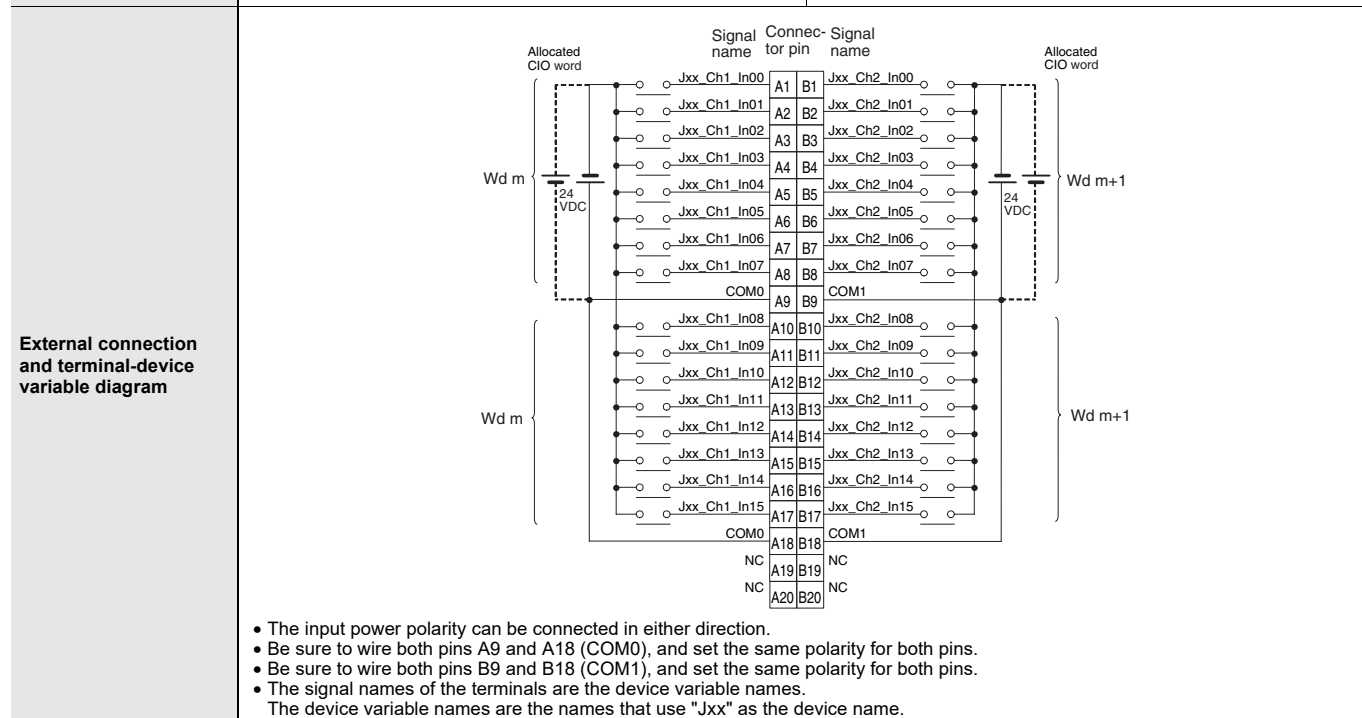 External connection
and terminal-device
variable diagram
Signal name Connec-tor pin Signal name
Allocated CIO word
Allocated CIO word
Jxx_Ch1_In00 A1 B1 Jxx_Ch2_In00
Jxx_Ch1_In01 A2 B2 Jxx_Ch2_In01
Jxx_Ch1_In02 A3 B3 Jxx_Ch2_In02
Jxx_Ch1_In03 A4 B4 Jxx_Ch2_In03
Wd m 24 VDC Jxx_Ch1_In04 A5 B5 Jxx_Ch2_In04 24 VDC Wd m+1
Jxx_Ch1_In05 A6 B6 Jxx_Ch2_In05
Jxx_Ch1_In06 A7 B7 Jxx_Ch2_In06
Jxx_Ch1_In07 A8 B8 Jxx_Ch2_In07
COM0 A9 B9 COM1
Jxx_Ch1_In08 A10 B10 Jxx_Ch2_In08
Jxx_Ch1_In09 A11 B11 Jxx_Ch2_In09
Jxx_Ch1_In10 A12 B12 Jxx_Ch2_In10
Jxx_Ch1_In11 A13 B13 Jxx_Ch2_In11
Wd m Jxx_Ch1_In12 A14 B14 Jxx_Ch2_In12 Wd m+1
Jxx_Ch1_In13 A15 B15 Jxx_Ch2_In13
Jxx_Ch1_In14 A16 B16 Jxx_Ch2_In14
Jxx_Ch1_In15 A17 B17 Jxx_Ch2_In15
COM0 A18 B18 COM1
NC A19 B19 NC
NC A20 B20 NC
• The input power polarity can be connected in either direction.
• Be sure to wire both pins A9 and A18 (COM0), and set the same polarity for both pins.
• Be sure to wire both pins B9 and B18 (COM1), and set the same polarity for both pins.
• The signal names of the terminals are the device variable names.
The device variable names are the names that use "Jxx" as the device name.